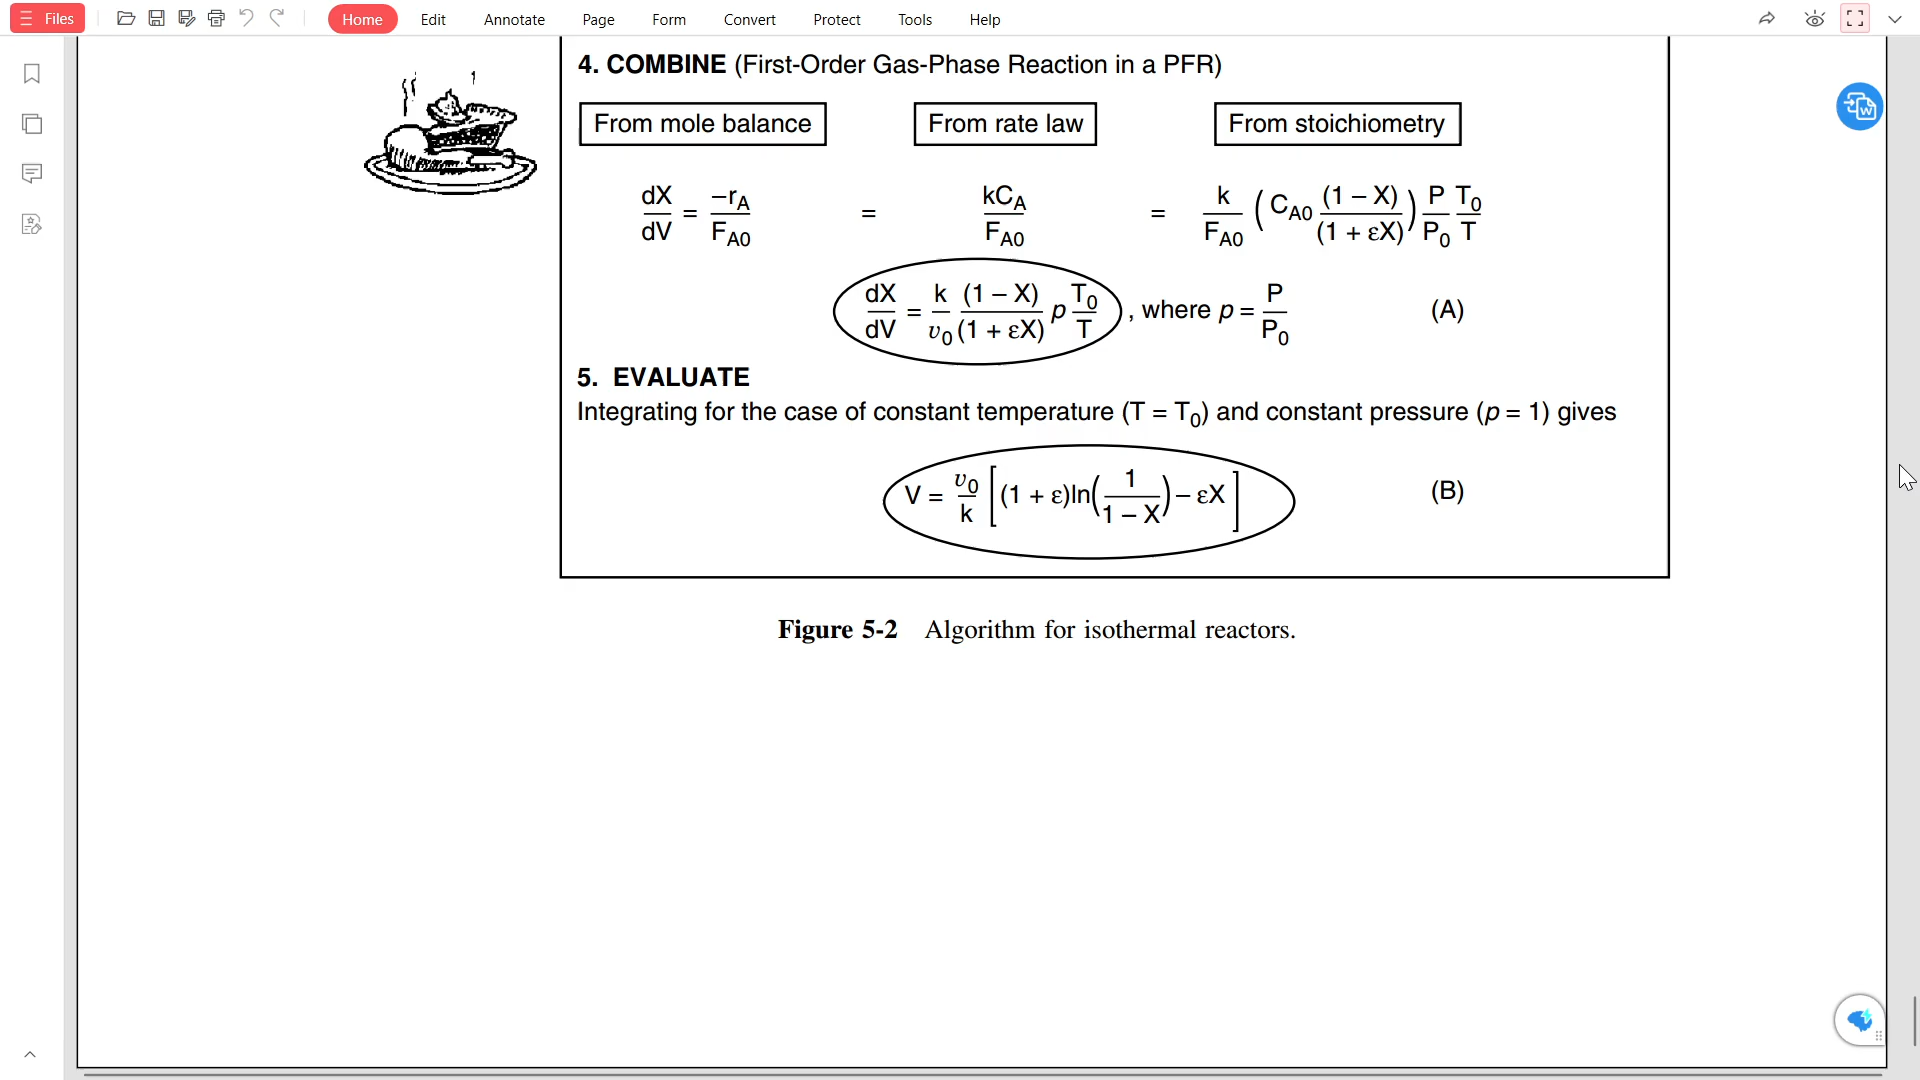 Files Home Edit Annotate Page Form Convert Protect Tools Help
4. COMBINE (First-Order Gas-Phase Reaction in a PFR)
From mole balance From rate law From stoichiometry
dX/dV = −rA/FA0 = kCA/FA0 = k/FA0 (CA0 (1 – X)/(1 + εX)) P/P0 T0/T
dX/dV = k/υ0 (1 – X)/(1 + εX) p T0/T , where p = P/P0 (A)
5. EVALUATE
Integrating for the case of constant temperature (T = T0) and constant pressure (p = 1) gives
V = υ0/k [(1 + ε)ln(1/(1 – X)) – εX] (B)
Figure 5-2 Algorithm for isothermal reactors.